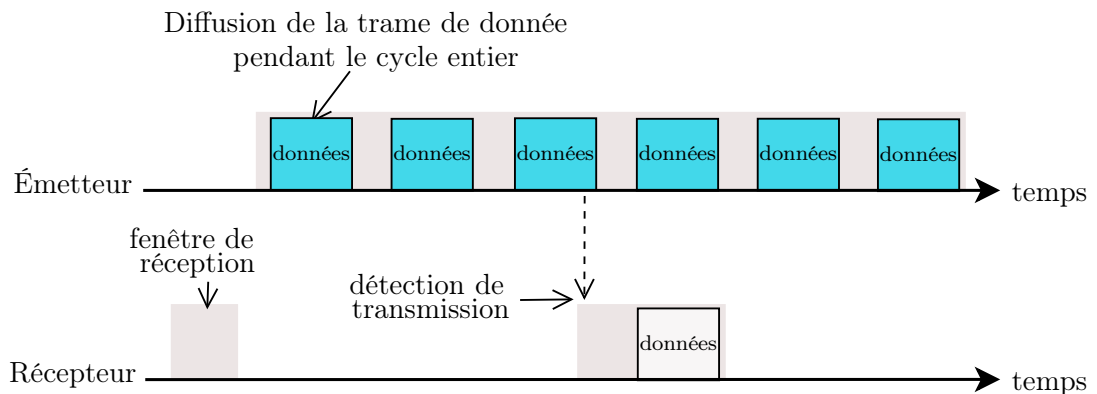 Diffusion de la trame de donnée
pendant le cycle entier
données données données données données données
Émetteur
temps
fenêtre de
réception
détection de
transmission
données
Récepteur
temps